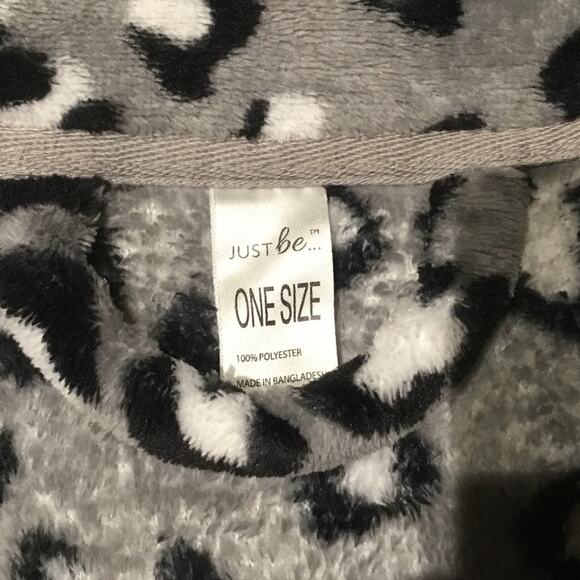 JUST be...™
ONE SIZE
100% POLYESTER
MADE IN BANGLADESH